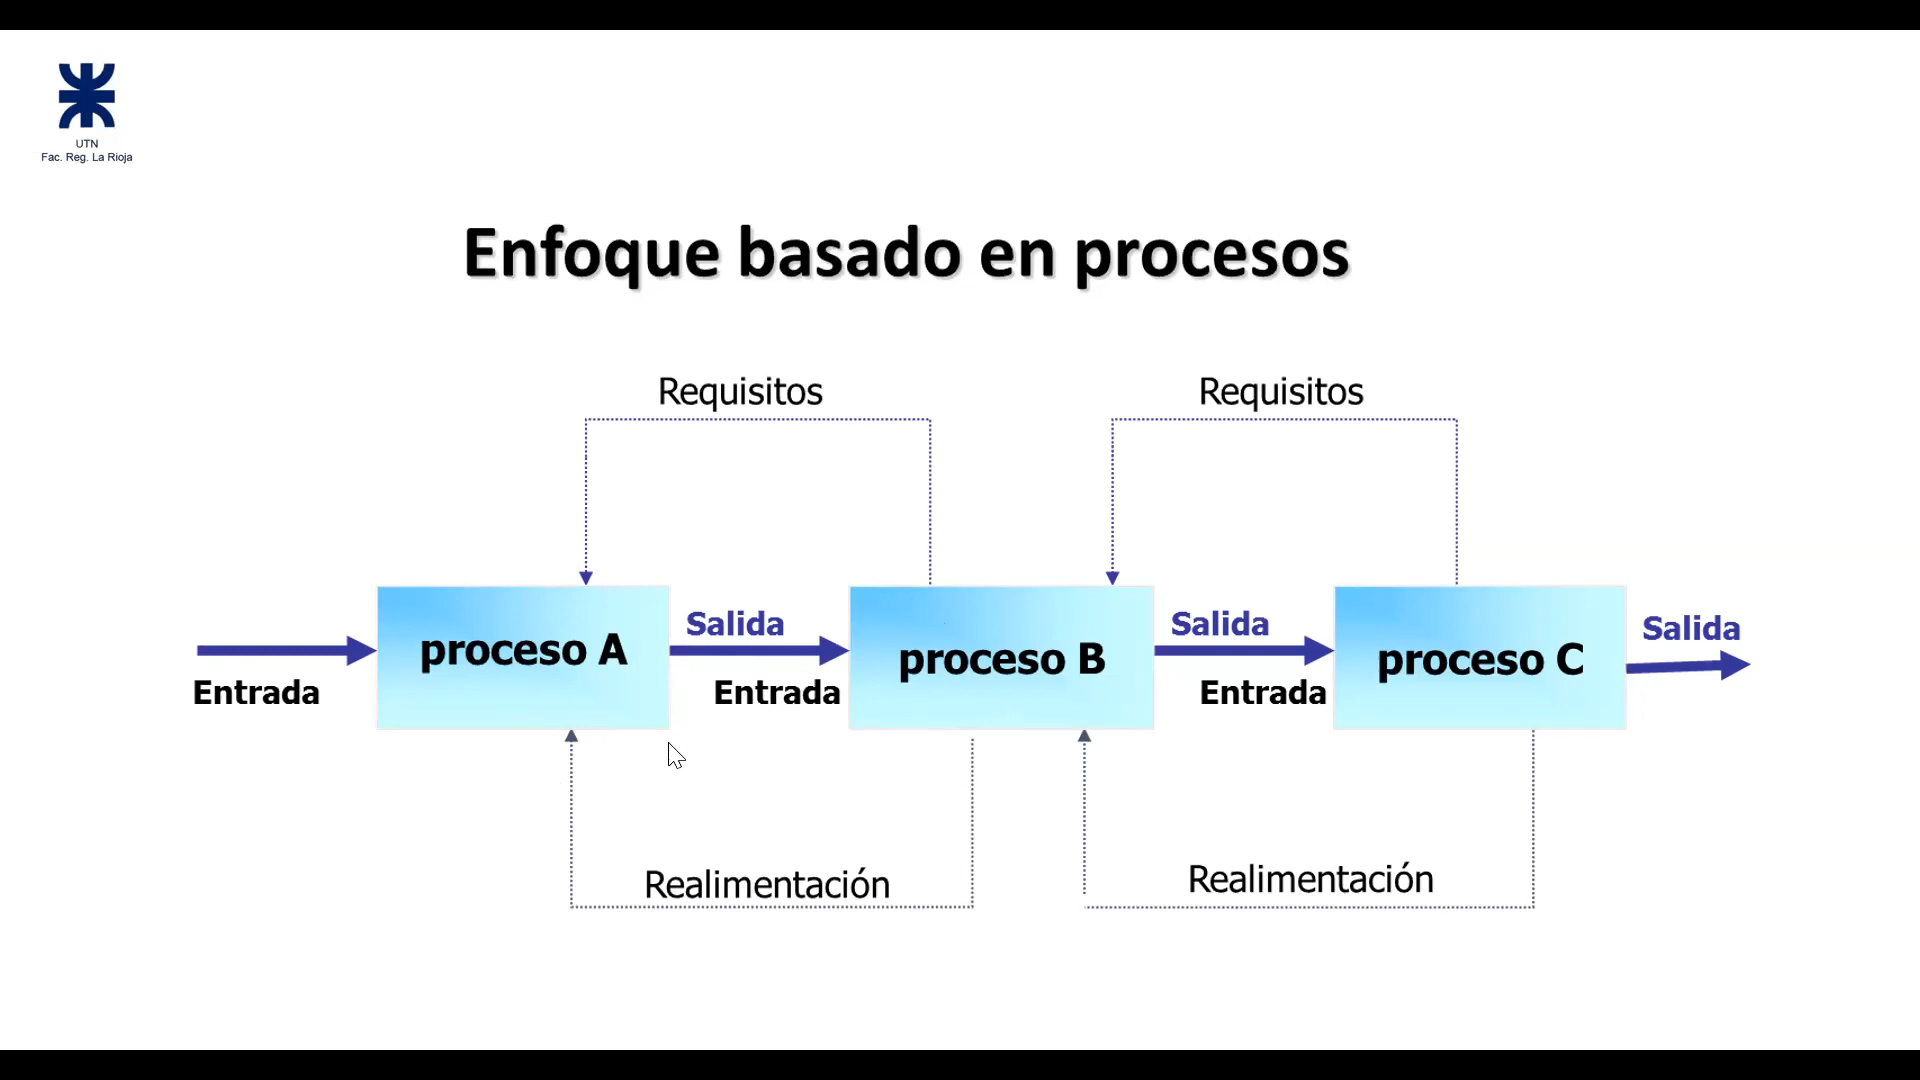 UTN
Fac. Reg. La Rioja
Enfoque basado en procesos
Requisitos
Requisitos
Salida
Salida
Salida
proceso A
proceso B
proceso C
Entrada
Entrada
Entrada
Realimentación
Realimentación